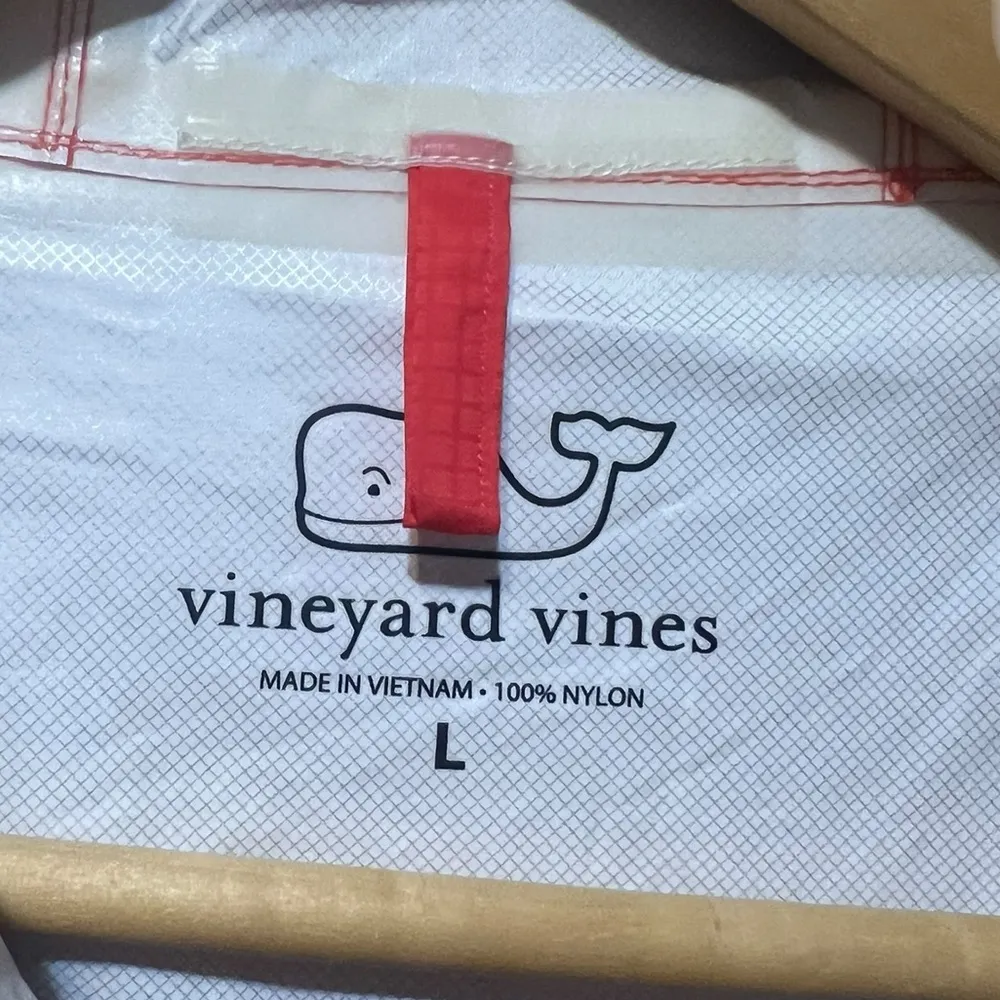 vineyard vines
MADE IN VIETNAM • 100% NYLON
L